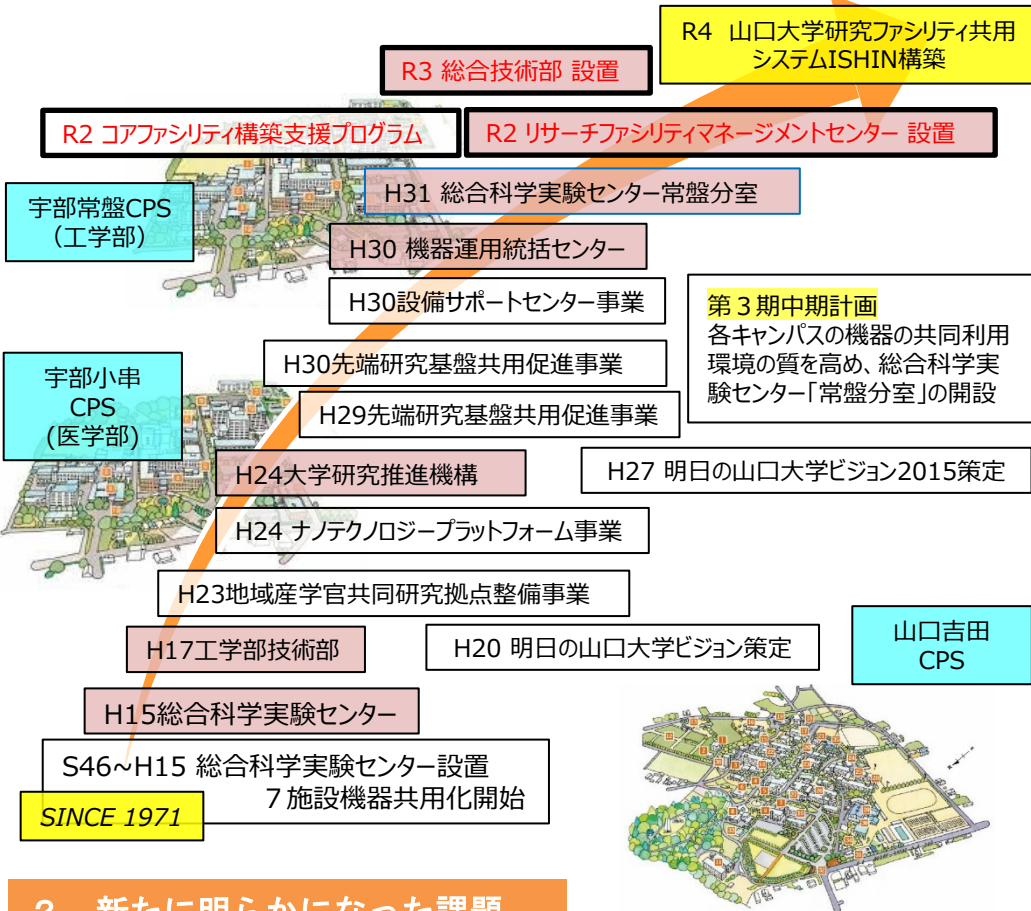 R4 山口大学研究ファシリティ共用
システムISHIN構築
R3 総合技術部 設置
R2 コアファシリティ構築支援プログラム
R2 リサーチファシリティマネージメントセンター 設置
宇部常盤CPS
（工学部）
H31 総合科学実験センター常盤分室
H30 機器運用統括センター
H30設備サポートセンター事業
第３期中期計画
各キャンパスの機器の共同利用
環境の質を高め、総合科学実
験センター「常盤分室」の開設
宇部小串
CPS
(医学部)
H30先端研究基盤共用促進事業
H29先端研究基盤共用促進事業
H24大学研究推進機構
H27 明日の山口大学ビジョン2015策定
H24 ナノテクノロジープラットフォーム事業
H23地域産学官共同研究拠点整備事業
H17工学部技術部
H20 明日の山口大学ビジョン策定
山口吉田
CPS
H15総合科学実験センター
S46~H15 総合科学実験センター設置
７施設機器共用化開始
SINCE 1971
２．新たに明らかになった課題